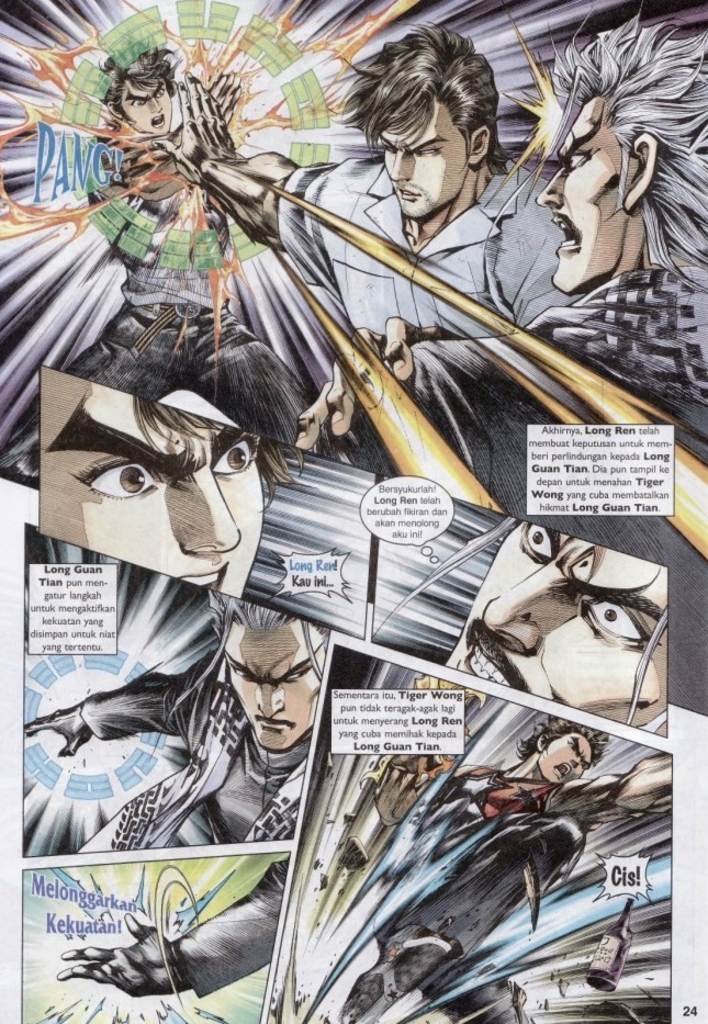 PANG!
Akhirnya, Long Ren telah
membuat keputusan untuk mem-
beri perlindungan kepada Long
Guan Tian. Dia pun tampil ke
depan untuk menahan Tiger
Wong yang cuba membatalkan
hikmat Long Guan Tian.
Long Ren!
Kau ini...
Bersyukurlah!
Long Ren telah
berubah fikiran dan
akan menolong
aku ini!
Long Guan
Tian pun men-
gatur langkah
untuk mengaktifkan
kekuatan yang
disimpan untuk niat
yang tertentu.
Sementara itu, Tiger Wong
pun tidak teragak-agak lagi
untuk menyerang Long Ren
yang cuba memihak kepada
Long Guan Tian.
Melonggarkan
Kekuatan!
Cis!
24